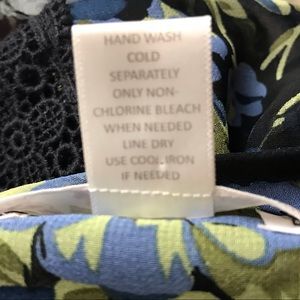 HAND WASH
COLD
SEPARATELY
ONLY NON-
CHLORINE BLEACH
WHEN NEEDED
LINE DRY
USE COOL IRON
IF NEEDED